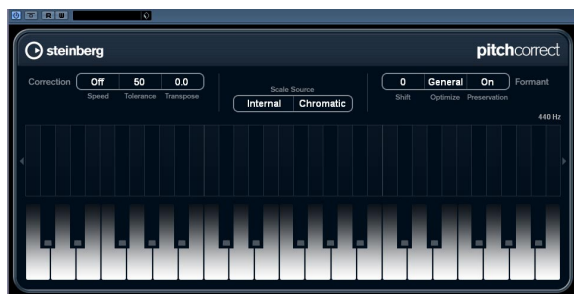 R W
steinberg
pitchcorrect
Correction Off 50 0.0
Speed Tolerance Transpose
Scale Source
Internal Chromatic
0 General On Formant
Shift Optimize Preservation
440 Hz